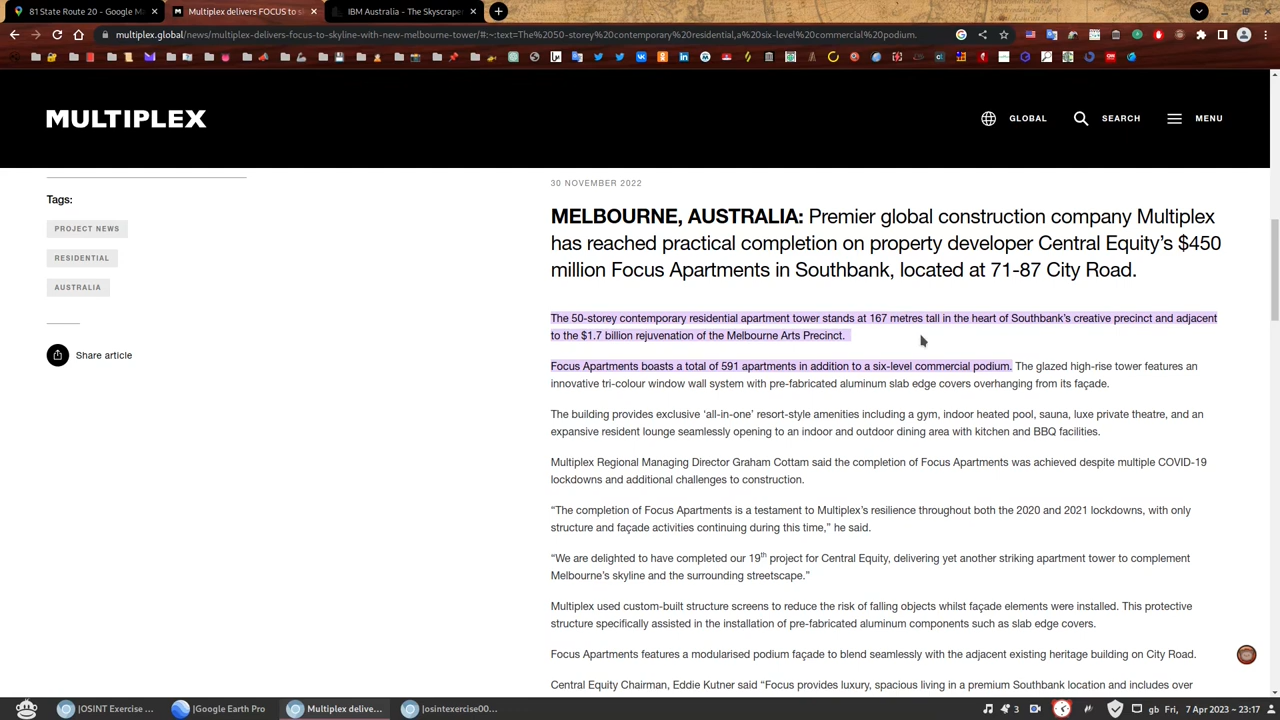 81 State Route 20 - Google M
Multiplex delivers FOCUS to s
IBM Australia - The Skyscraper
multiplex.global/news/multiplex-delivers-focus-to-skyline-with-new-melbourne-tower/#:~:text=The%2050-storey%20contemporary%20residential,a%20six-level%20commercial%20podium.
MULTIPLEX
GLOBAL
SEARCH
MENU
30 NOVEMBER 2022
Tags:
PROJECT NEWS
RESIDENTIAL
AUSTRALIA
Share article
MELBOURNE, AUSTRALIA: Premier global construction company Multiplex
has reached practical completion on property developer Central Equity's $450
million Focus Apartments in Southbank, located at 71-87 City Road.
The 50-storey contemporary residential apartment tower stands at 167 metres tall in the heart of Southbank's creative precinct and adjacent
to the $1.7 billion rejuvenation of the Melbourne Arts Precinct.
Focus Apartments boasts a total of 591 apartments in addition to a six-level commercial podium. The glazed high-rise tower features an
innovative tri-colour window wall system with pre-fabricated aluminum slab edge covers overhanging from its façade.
The building provides exclusive 'all-in-one' resort-style amenities including a gym, indoor heated pool, sauna, luxe private theatre, and an
expansive resident lounge seamlessly opening to an indoor and outdoor dining area with kitchen and BBQ facilities.
Multiplex Regional Managing Director Graham Cottam said the completion of Focus Apartments was achieved despite multiple COVID-19
lockdowns and additional challenges to construction.
"The completion of Focus Apartments is a testament to Multiplex's resilience throughout both the 2020 and 2021 lockdowns, with only
structure and façade activities continuing during this time," he said.
"We are delighted to have completed our 19th project for Central Equity, delivering yet another striking apartment tower to complement
Melbourne's skyline and the surrounding streetscape."
Multiplex used custom-built structure screens to reduce the risk of falling objects whilst façade elements were installed. This protective
structure specifically assisted in the installation of pre-fabricated aluminum components such as slab edge covers.
Focus Apartments features a modularised podium façade to blend seamlessly with the adjacent existing heritage building on City Road.
Central Equity Chairman, Eddie Kutner said "Focus provides luxury, spacious living in a premium Southbank location and includes over
|OSINT Exercise ...
|Google Earth Pro
Multiplex delive...
|osintexercise00...
3
gb Fri, 7 Apr 2023 ~ 23:17